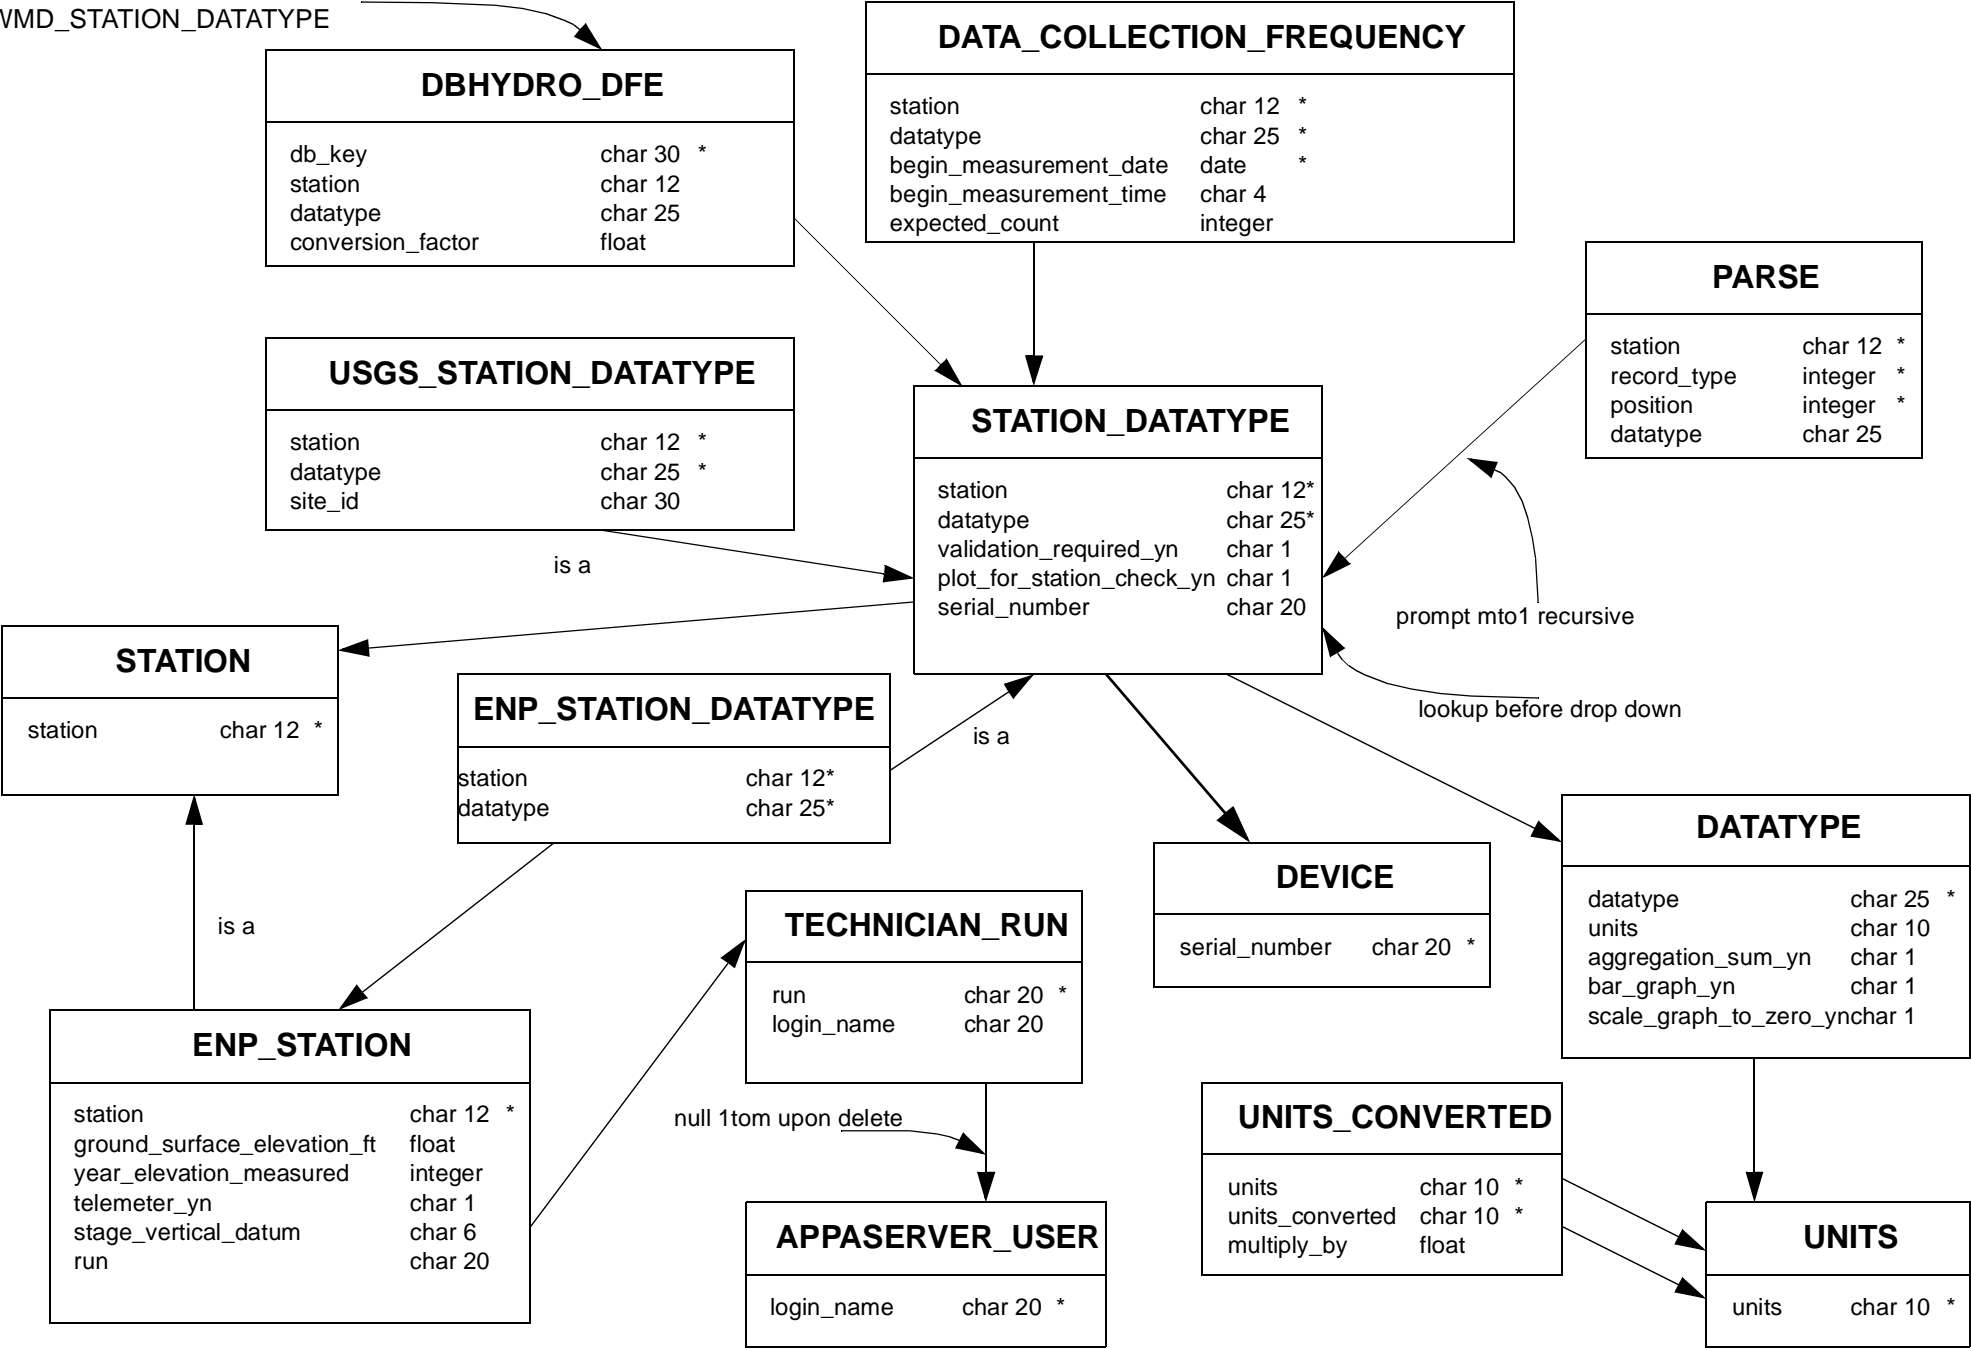 WMD_STATION_DATATYPE
DBHYDRO_DFE
db_key char 30 *
station char 12
datatype char 25
conversion_factor float
DATA_COLLECTION_FREQUENCY
station char 12 *
datatype char 25 *
begin_measurement_date date *
begin_measurement_time char 4
expected_count integer
PARSE
station char 12 *
record_type integer *
position integer *
datatype char 25
USGS_STATION_DATATYPE
station char 12 *
datatype char 25 *
site_id char 30
is a
STATION_DATATYPE
station char 12*
datatype char 25*
validation_required_yn char 1
plot_for_station_check_yn char 1
serial_number char 20
prompt mto1 recursive
lookup before drop down
STATION
station char 12 *
ENP_STATION_DATATYPE
station char 12*
datatype char 25*
is a
is a
DATATYPE
datatype char 25 *
units char 10
aggregation_sum_yn char 1
bar_graph_yn char 1
scale_graph_to_zero_ynchar 1
DEVICE
serial_number char 20 *
TECHNICIAN_RUN
run char 20 *
login_name char 20
null 1tom upon delete
ENP_STATION
station char 12 *
ground_surface_elevation_ft float
year_elevation_measured integer
telemeter_yn char 1
stage_vertical_datum char 6
run char 20
APPASERVER_USER
login_name char 20 *
UNITS_CONVERTED
units char 10 *
units_converted char 10 *
multiply_by float
UNITS
units char 10 *